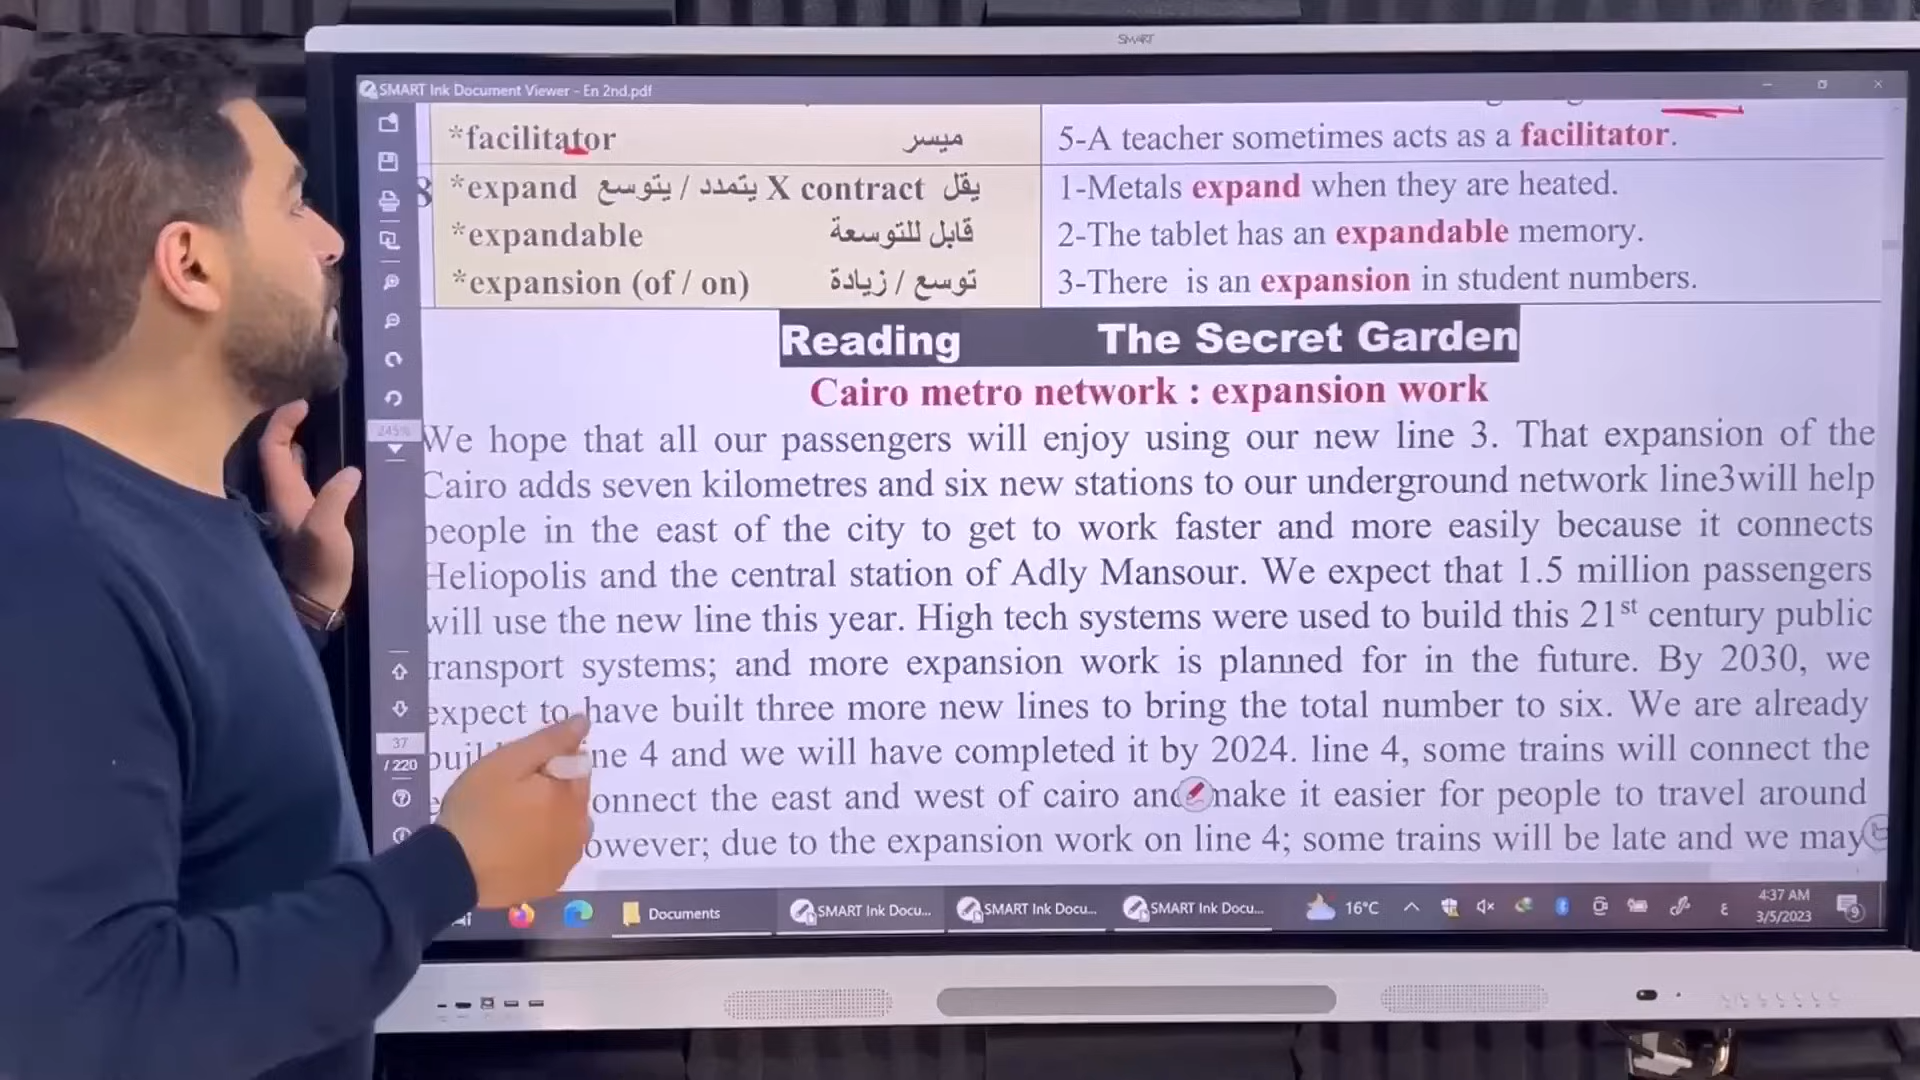 SMART
SMART Ink Document Viewer - En 2nd.pdf
*facilitator ميسر
5-A teacher sometimes acts as a facilitator.
8 *expand يتمدد / يتوسع X contract يقل
1-Metals expand when they are heated.
*expandable قابل للتوسعة
2-The tablet has an expandable memory.
*expansion (of / on) توسع / زيادة
3-There is an expansion in student numbers.
Reading The Secret Garden
Cairo metro network : expansion work
We hope that all our passengers will enjoy using our new line 3. That expansion of the
Cairo adds seven kilometres and six new stations to our underground network line3will help
people in the east of the city to get to work faster and more easily because it connects
Heliopolis and the central station of Adly Mansour. We expect that 1.5 million passengers
will use the new line this year. High tech systems were used to build this 21st century public
transport systems; and more expansion work is planned for in the future. By 2030, we
expect to have built three more new lines to bring the total number to six. We are already
ne 4 and we will have completed it by 2024. line 4, some trains will connect the
onnect the east and west of cairo and make it easier for people to travel around
owever; due to the expansion work on line 4; some trains will be late and we may
245%
37
/ 220
Documents
SMART Ink Docu...
SMART Ink Docu...
SMART Ink Docu...
16°C
ع
4:37 AM
3/5/2023
9